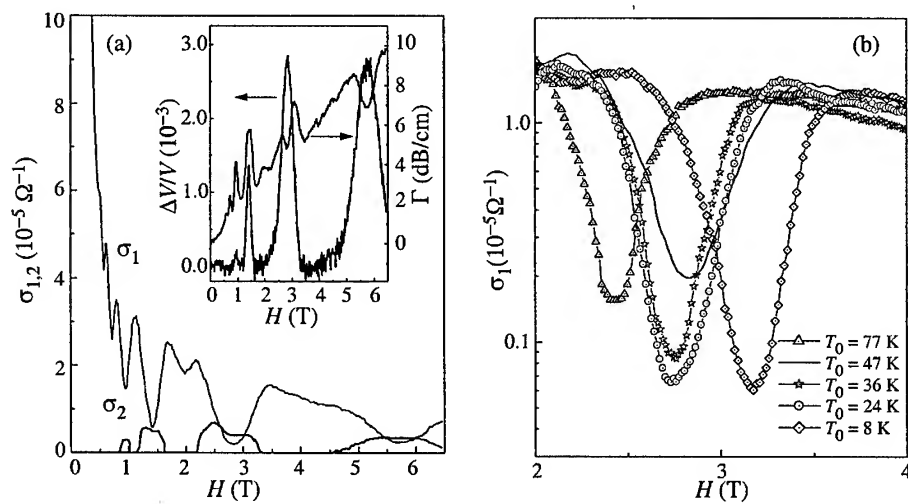 (a)
10
8
6
4
2
0
σ₁,₂ (10⁻⁵ Ω⁻¹)
σ₁
σ₂
0 1 2 3 4 5 6
H (T)
3.0
2.0
1.0
0.0
ΔV/V (10⁻³)
10
8
6
4
2
0
Γ (dB/cm)
0 1 2 3 4 5 6
H (T)
(b)
1.0
0.1
σ₁(10⁻⁵Ω⁻¹)
T₀ = 77 K
T₀ = 47 K
T₀ = 36 K
T₀ = 24 K
T₀ = 8 K
2 3 4
H (T)